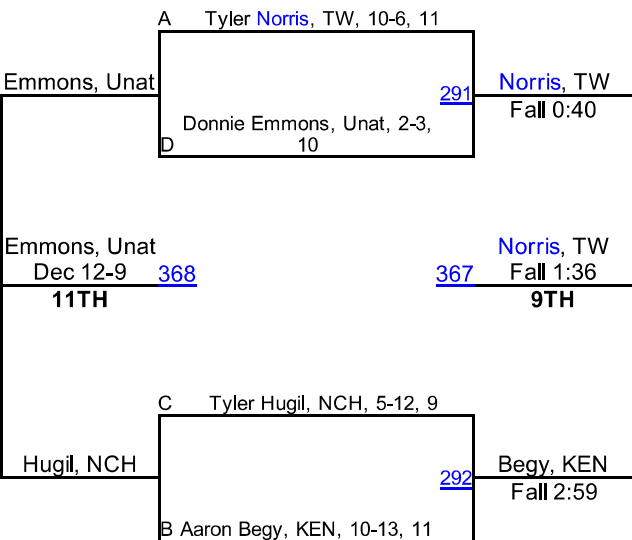 A Tyler Norris, TW, 10-6, 11
Emmons, Unat
291
Norris, TW
Fall 0:40
Donnie Emmons, Unat, 2-3,
D 10
Emmons, Unat
Dec 12-9
368
11TH
367
Norris, TW
Fall 1:36
9TH
C Tyler Hugil, NCH, 5-12, 9
Hugil, NCH
292
Begy, KEN
Fall 2:59
B Aaron Begy, KEN, 10-13, 11